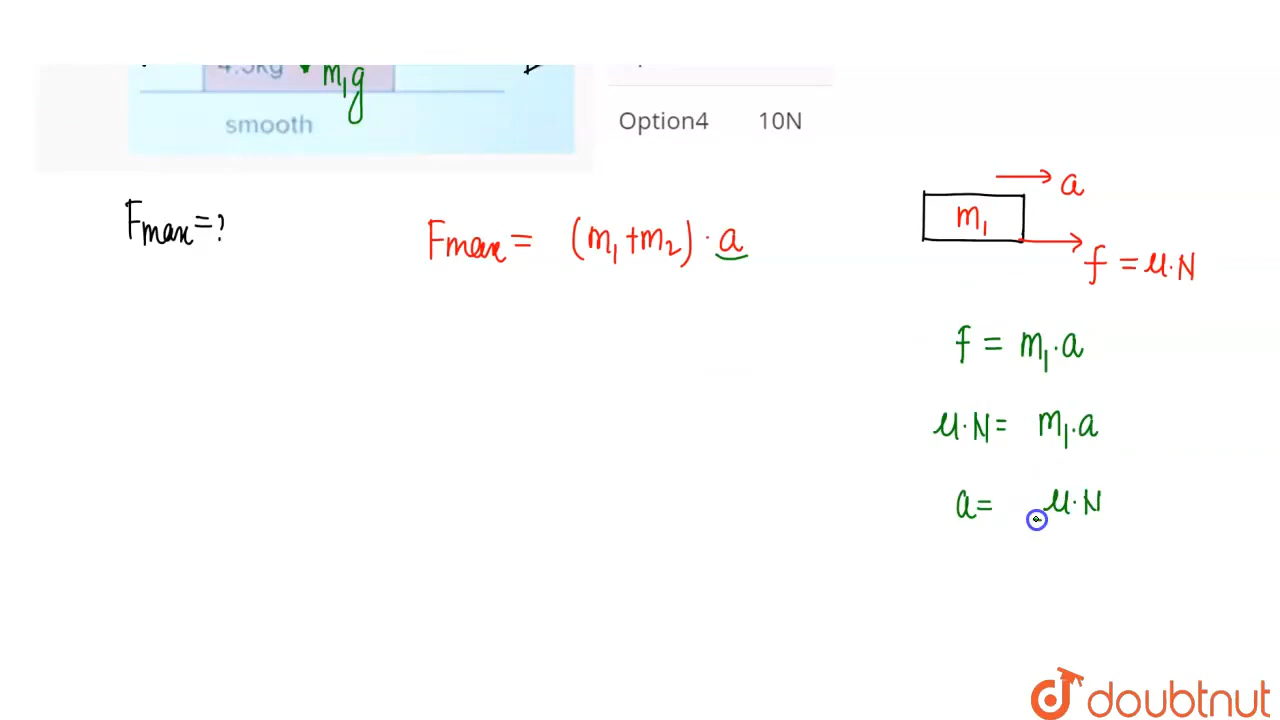 4.5kg
m₁g
smooth
Option4 10N
Fmax=?
Fmax= (m₁+m₂)·a
a
m₁
f = μ·N
f = m₁·a
μ·N= m₁·a
a= μ·N
doubtnut